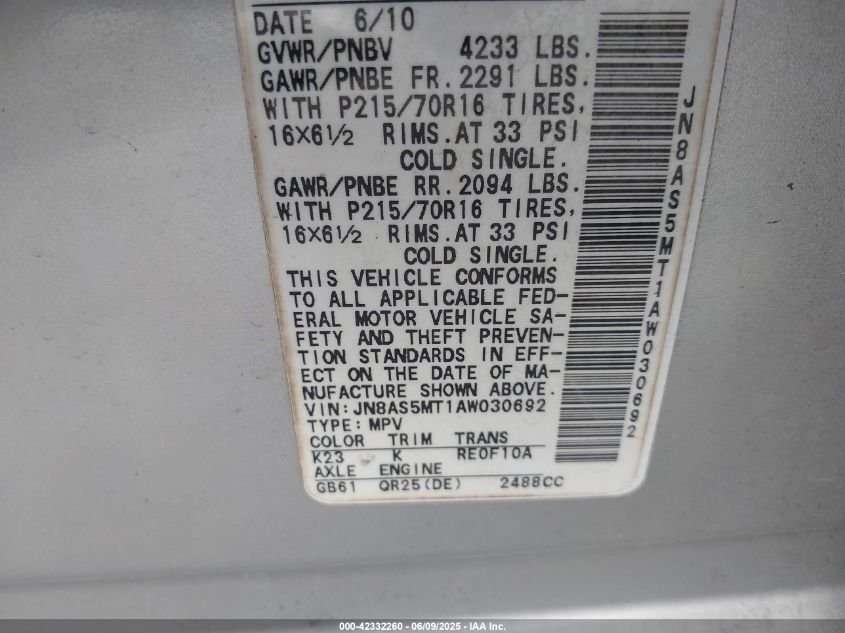 DATE 6/10
GVWR/PNBV 4233 LBS.
GAWR/PNBE FR. 2291 LBS.
WITH P215/70R16 TIRES,
16X6½ RIMS. AT 33 PSI
COLD SINGLE.
GAWR/PNBE RR. 2094 LBS.
WITH P215/70R16 TIRES,
16X6½ RIMS. AT 33 PSI
COLD SINGLE.
THIS VEHICLE CONFORMS
TO ALL APPLICABLE FED-
ERAL MOTOR VEHICLE SA-
FETY AND THEFT PREVEN-
TION STANDARDS IN EFF-
ECT ON THE DATE OF MA-
NUFACTURE SHOWN ABOVE.
VIN: JN8AS5MT1AW030692
TYPE: MPV
COLOR TRIM TRANS
K23 K RE0F10A
AXLE ENGINE
GB61 QR25(DE) 2488CC
JN8AS5MT1AW030692
000-42332260 - 06/09/2025 - IAA Inc.